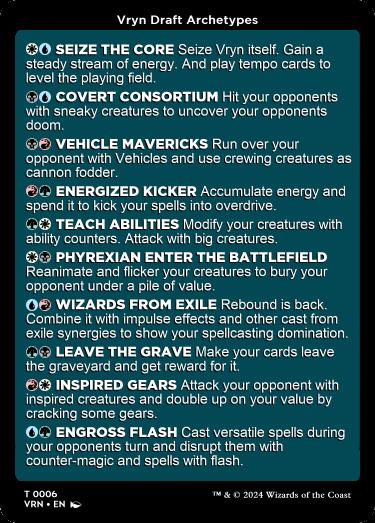 Vryn Draft Archetypes
SEIZE THE CORE Seize Vryn itself. Gain a
steady stream of energy. And play tempo cards to
level the playing field.
COVERT CONSORTIUM Hit your opponents
with sneaky creatures to uncover your opponents
doom.
VEHICLE MAVERICKS Run over your
opponent with Vehicles and use crewing creatures as
cannon fodder.
ENERGIZED KICKER Accumulate energy and
spend it to kick your spells into overdrive.
TEACH ABILITIES Modify your creatures with
ability counters. Attack with big creatures.
PHYREXIAN ENTER THE BATTLEFIELD
Reanimate and flicker your creatures to bury your
opponent under a pile of value.
WIZARDS FROM EXILE Rebound is back.
Combine it with impulse effects and other cast from
exile synergies to show your spellcasting domination.
LEAVE THE GRAVE Make your cards leave
the graveyard and get reward for it.
INSPIRED GEARS Attack your opponent with
inspired creatures and double up on your value by
cracking some gears.
ENGROSS FLASH Cast versatile spells during
your opponents turn and disrupt them with
counter-magic and spells with flash.
T 0006
VRN • EN
™ & © 2024 Wizards of the Coast